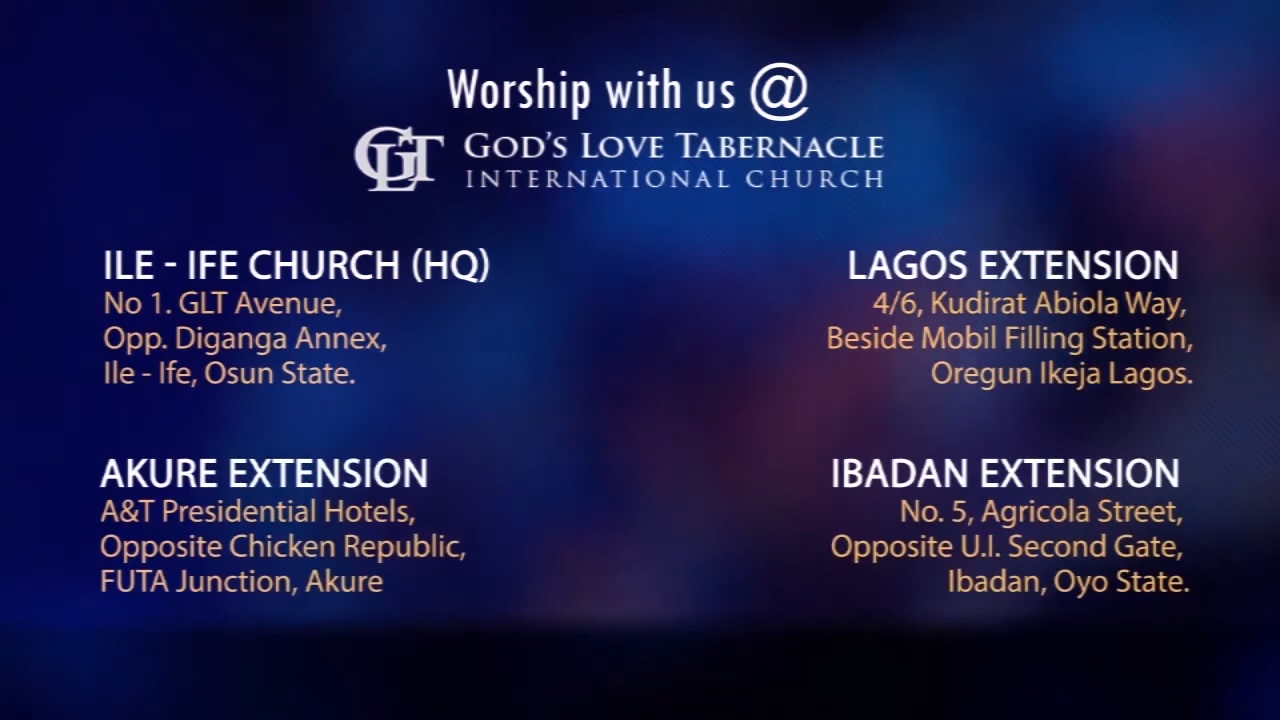 Worship with us @
GLT GOD'S LOVE TABERNACLE
INTERNATIONAL CHURCH
ILE - IFE CHURCH (HQ)
No 1. GLT Avenue,
Opp. Diganga Annex,
Ile - Ife, Osun State.
LAGOS EXTENSION
4/6, Kudirat Abiola Way,
Beside Mobil Filling Station,
Oregun Ikeja Lagos.
AKURE EXTENSION
A&T Presidential Hotels,
Opposite Chicken Republic,
FUTA Junction, Akure
IBADAN EXTENSION
No. 5, Agricola Street,
Opposite U.I. Second Gate,
Ibadan, Oyo State.